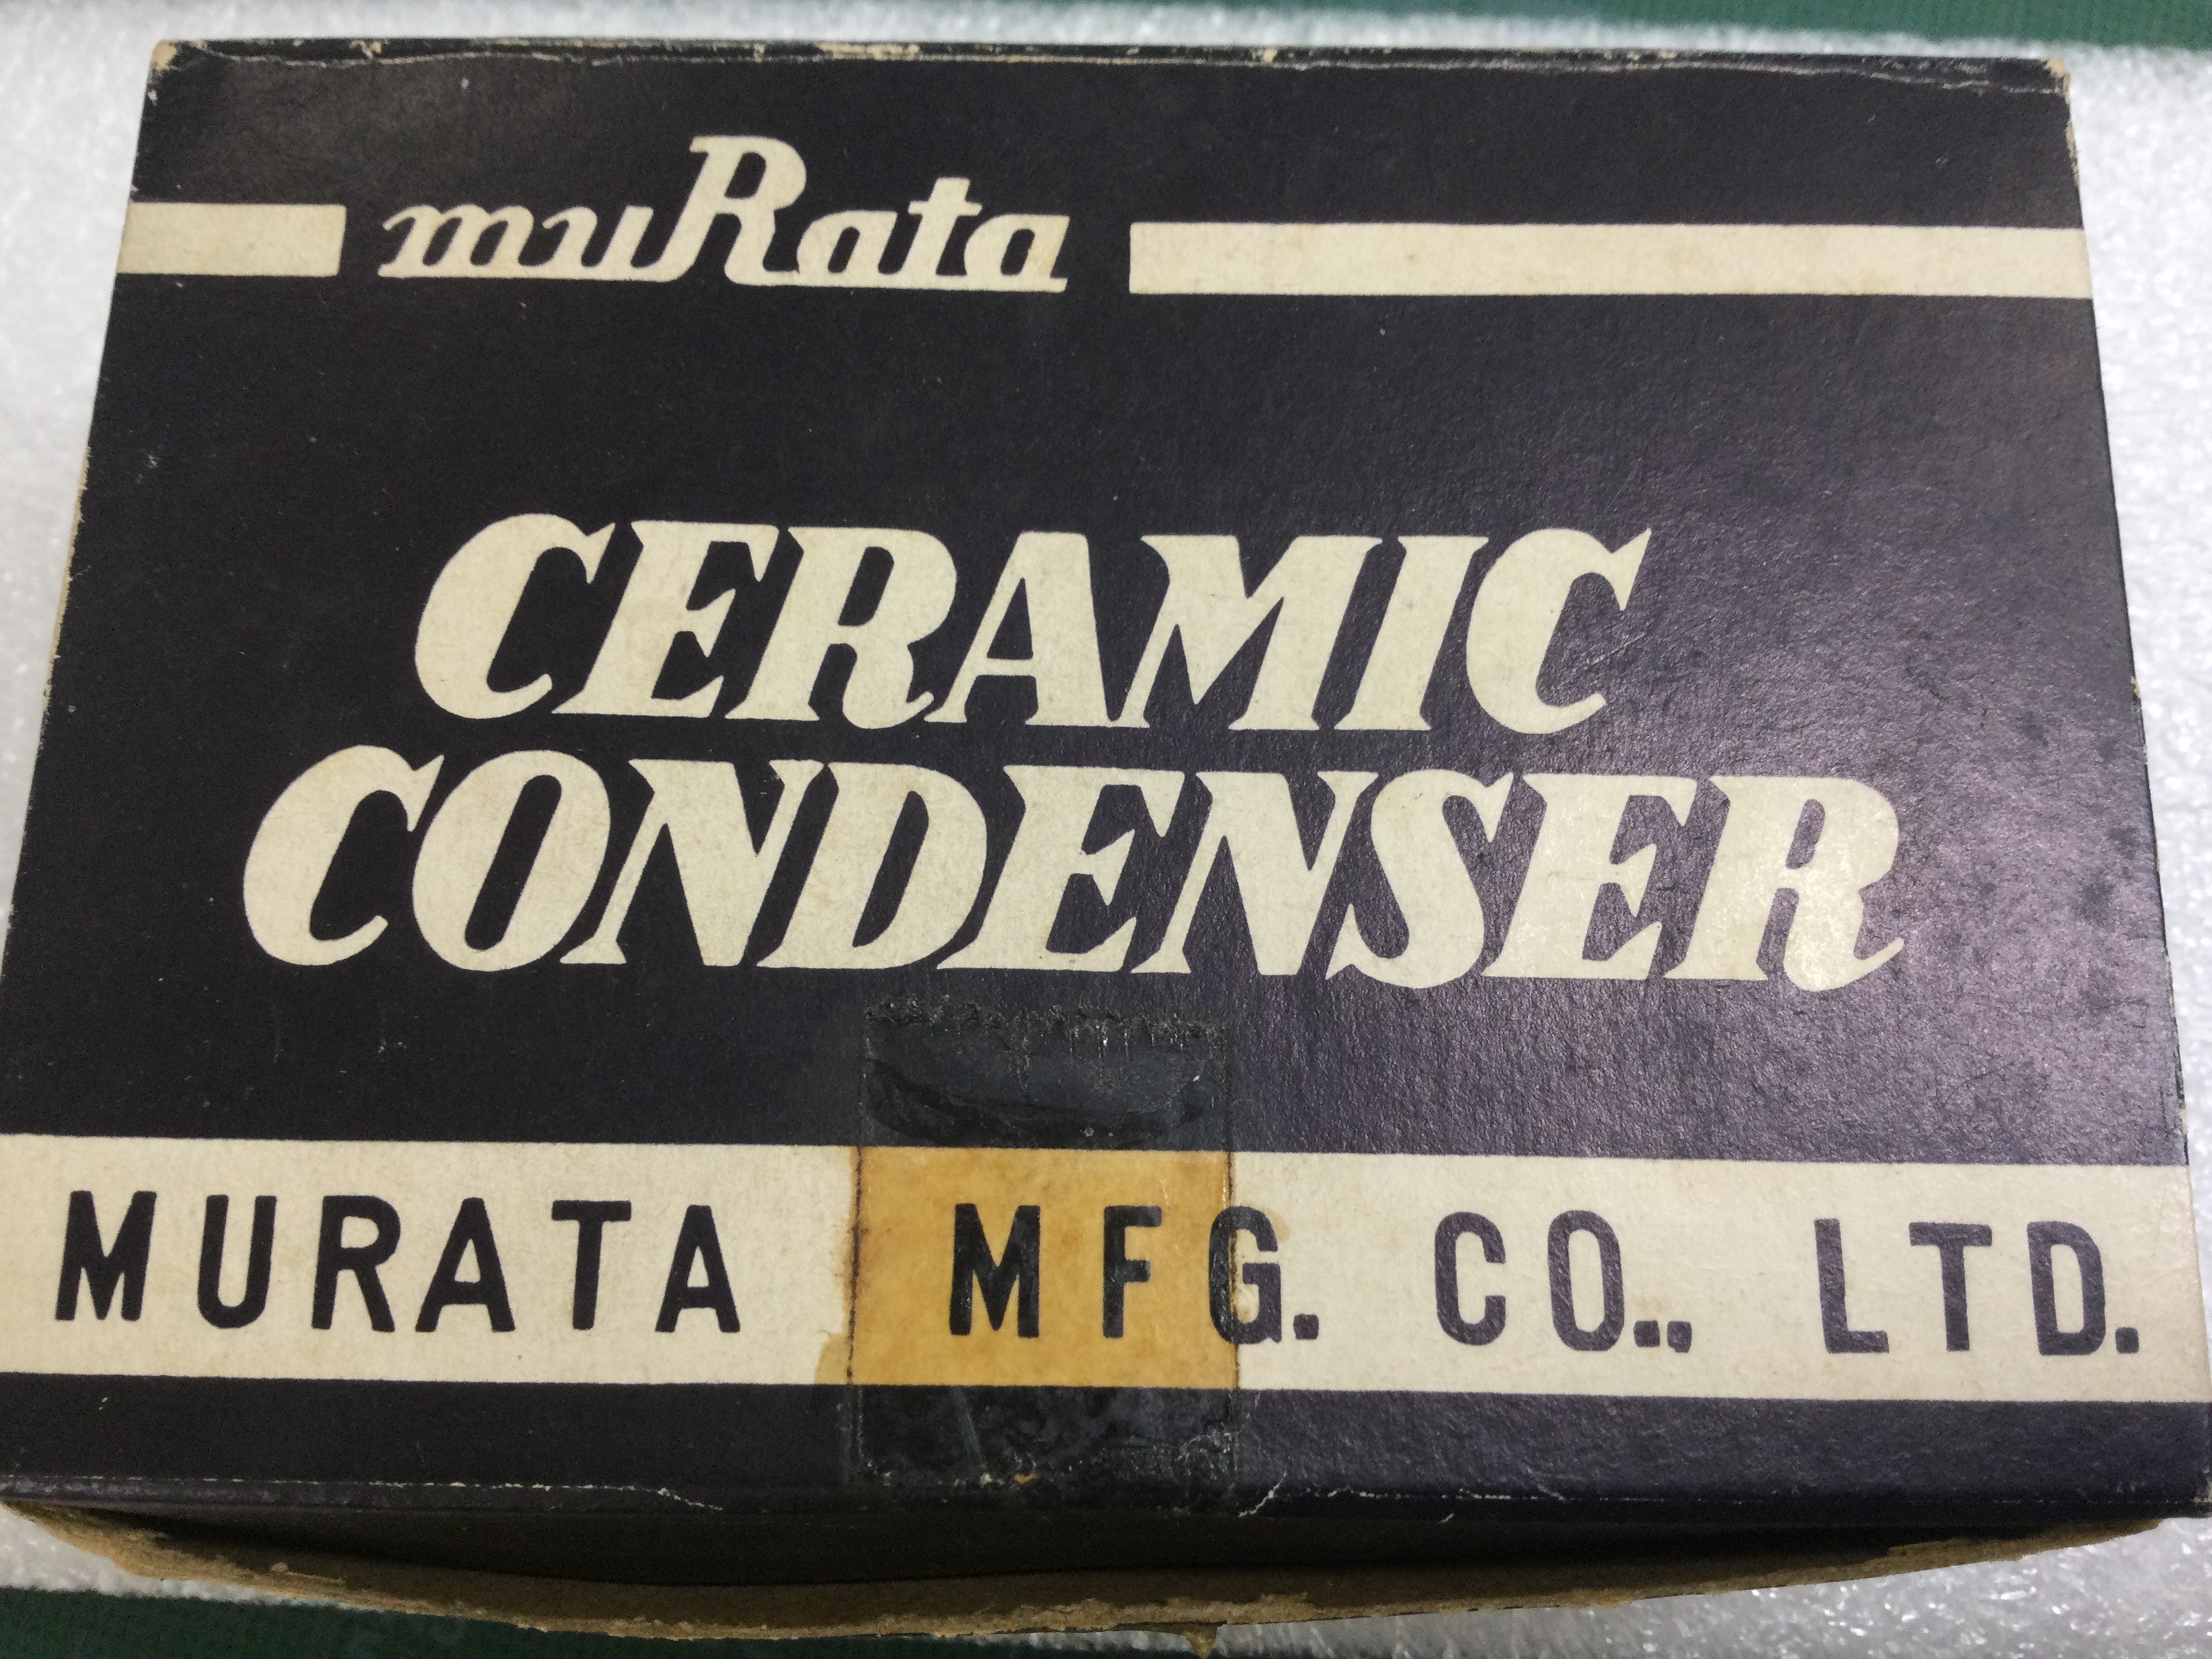 muRata
CERAMIC
CONDENSER
MURATA MFG. CO., LTD.